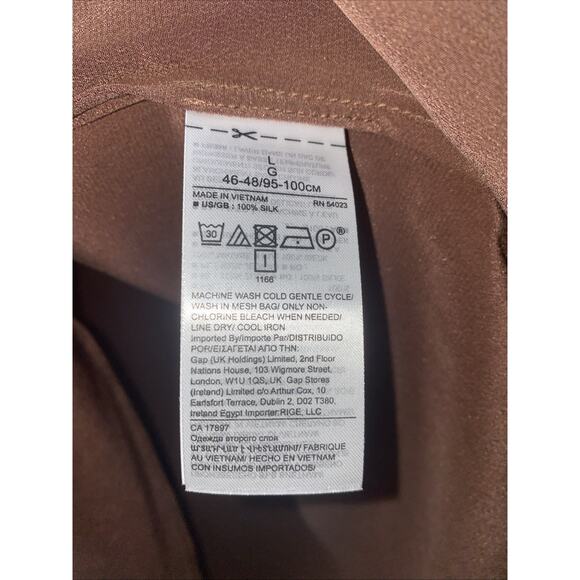 L
G
46-48/95-100CM
MADE IN VIETNAM RN 54023
■ US/GB : 100% SILK
30 P®
1166
MACHINE WASH COLD GENTLE CYCLE/
WASH IN MESH BAG/ ONLY NON-
CHLORINE BLEACH WHEN NEEDED/
LINE DRY/ COOL IRON
Imported By/Importe Par/DISTRIBUIDO
POR/ΕΙΣΑΓΕΤΑΙ ΑΠΟ ΤΗΝ:
Gap (UK Holdings) Limited, 2nd Floor
Nations House, 103 Wigmore Street,
London, W1U 1QS, UK Gap Stores
(Ireland) Limited c/o Arthur Cox, 10
Earlsfort Terrace, Dublin 2, D02 T380,
Ireland Egypt Importer:RIGE, LLC
CA 17897
Одежда второго слоя
FABRIQUE
AU VIETNAM/ HECHO EN VIETNAM
CON INSUMOS IMPORTADOS/